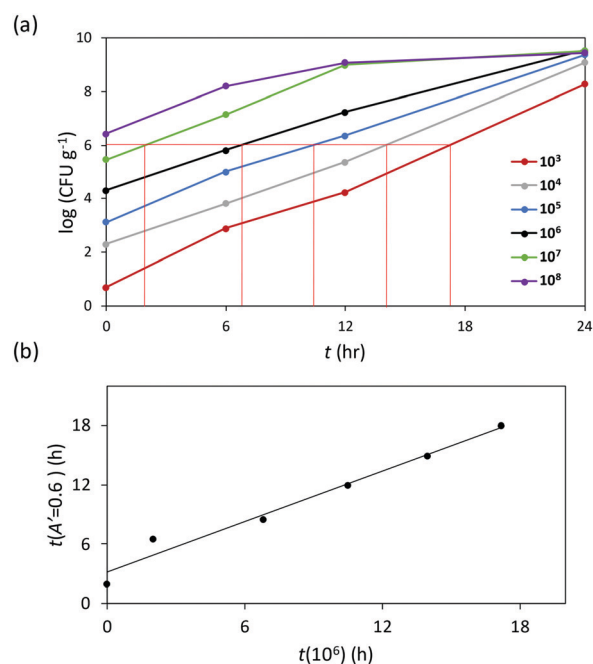 (a)
log (CFU g⁻¹)
10
8
6
4
2
0
0 6 12 18 24
t (hr)
10³
10⁴
10⁵
10⁶
10⁷
10⁸
(b)
t(A′=0.6) (h)
18
12
6
0
0 6 12 18
t(10⁶) (h)